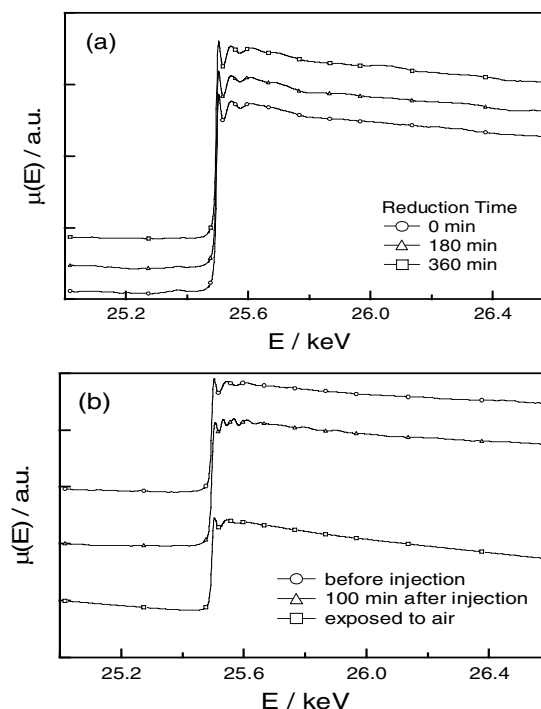 (a)
μ(E) / a.u.
Reduction Time
0 min
180 min
360 min
25.2 25.6 26.0 26.4
E / keV
(b)
μ(E) / a.u.
before injection
100 min after injection
exposed to air
25.2 25.6 26.0 26.4
E / keV